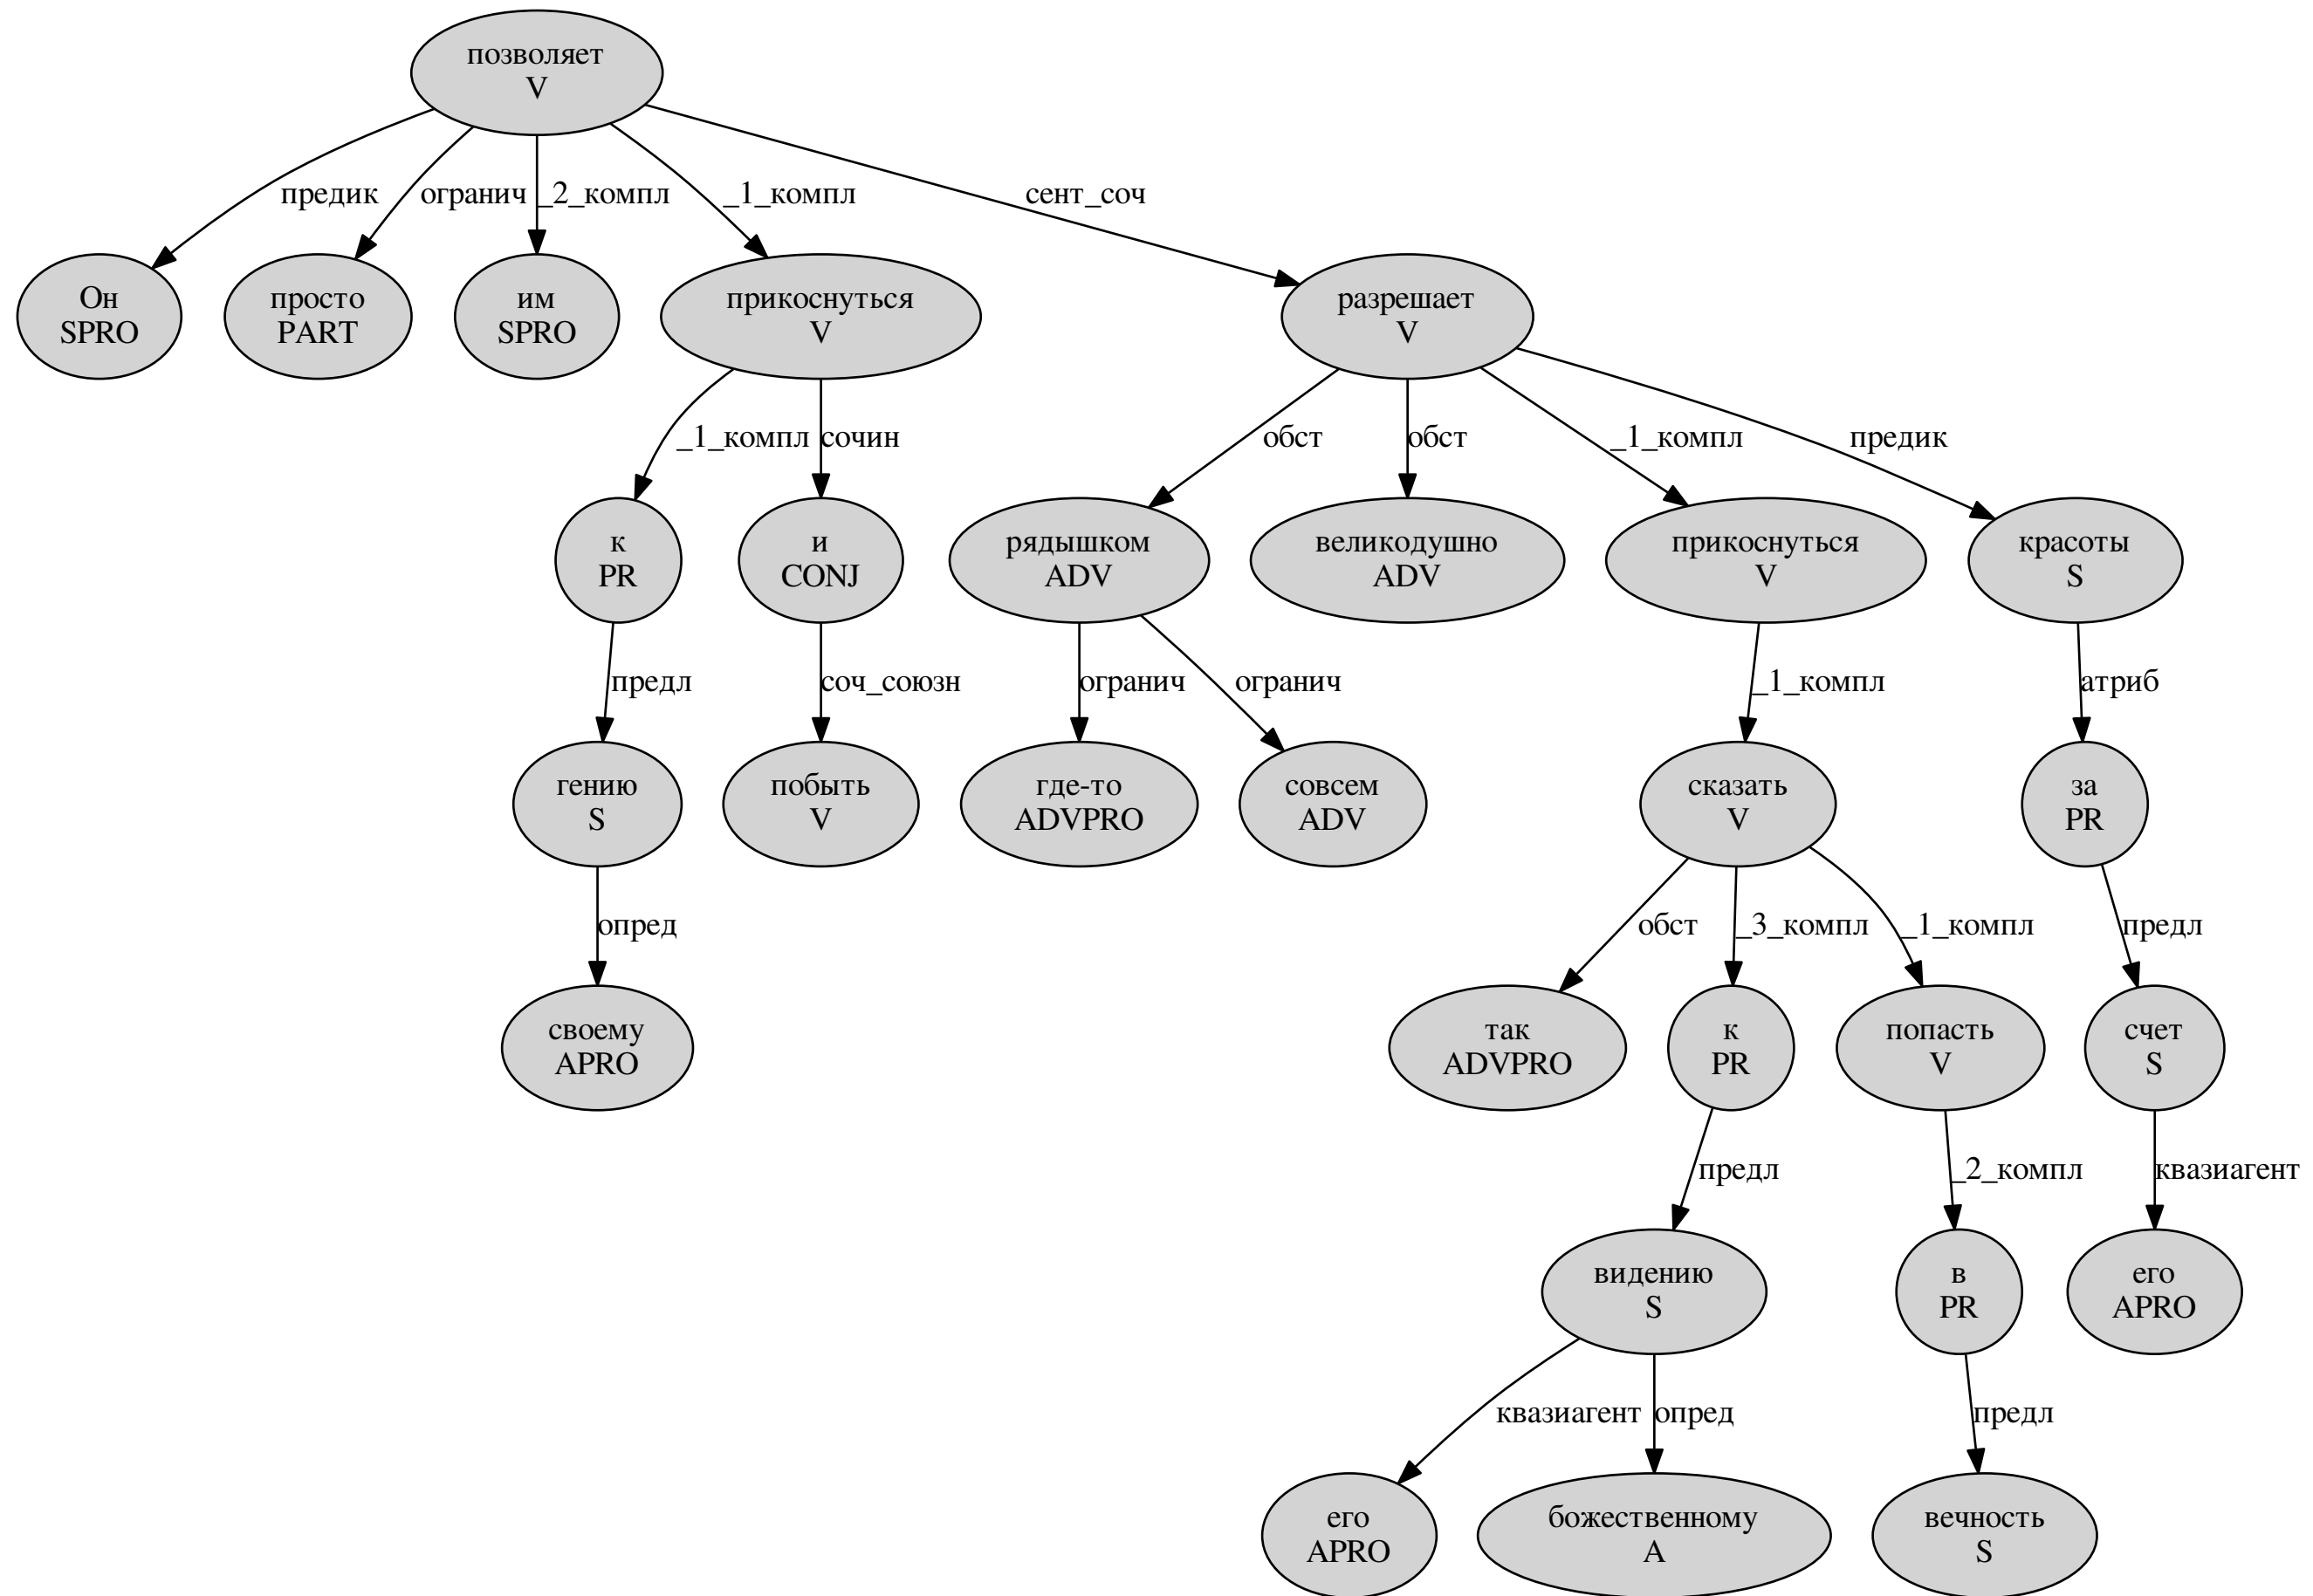 позволяет
V
предик
огранич
_2_компл
_1_компл
сент_соч
Он
SPRO
просто
PART
им
SPRO
прикоснуться
V
разрешает
V
_1_компл
сочин
обст
обст
_1_компл
предик
к
PR
и
CONJ
рядышком
ADV
великодушно
ADV
прикоснуться
V
красоты
S
предл
соч_союзн
огранич
огранич
_1_компл
атриб
гению
S
побыть
V
где-то
ADVPRO
совсем
ADV
сказать
V
за
PR
опред
обст
_3_компл
_1_компл
предл
своему
APRO
так
ADVPRO
к
PR
попасть
V
счет
S
предл
_2_компл
квазиагент
видению
S
в
PR
его
APRO
квазиагент
опред
предл
его
APRO
божественному
A
вечность
S